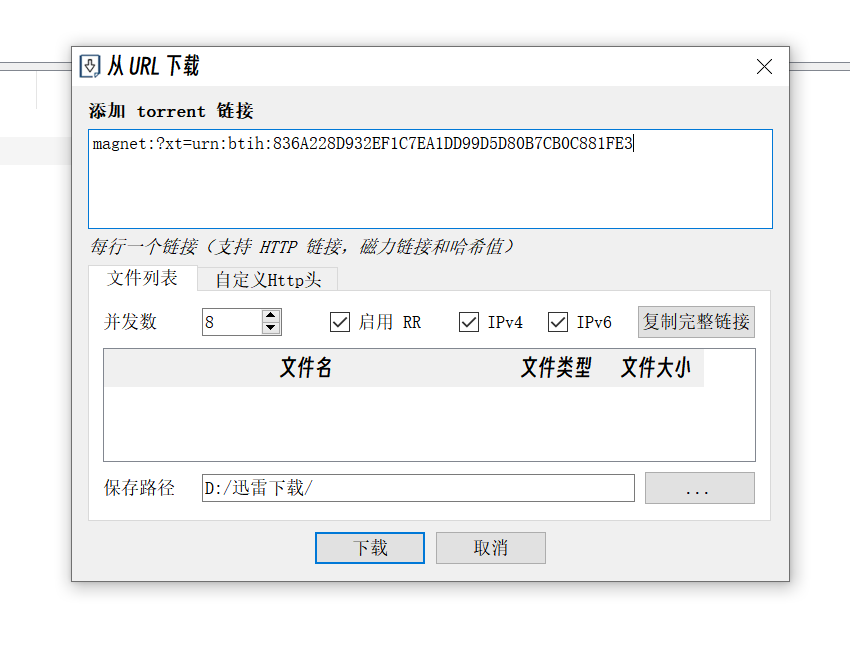 从 URL 下载
添加 torrent 链接
magnet:?xt=urn:btih:836A228D932EF1C7EA1DD99D5D80B7CB0C881FE3
每行一个链接（支持 HTTP 链接，磁力链接和哈希值）
文件列表 自定义Http头
并发数 8 启用 RR IPv4 IPv6 复制完整链接
文件名 文件类型 文件大小
保存路径 D:/迅雷下载/ ...
下载 取消